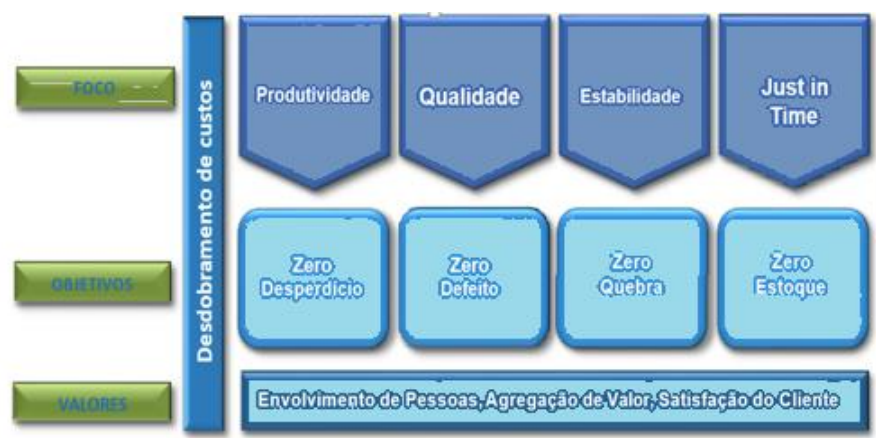 FOCO
Desdobramento de custos
Produtividade
Qualidade
Estabilidade
Just in
Time
OBJETIVOS
Zero
Desperdício
Zero
Defeito
Zero
Quebra
Zero
Estoque
VALORES
Envolvimento de Pessoas, Agregação de Valor, Satisfação do Cliente